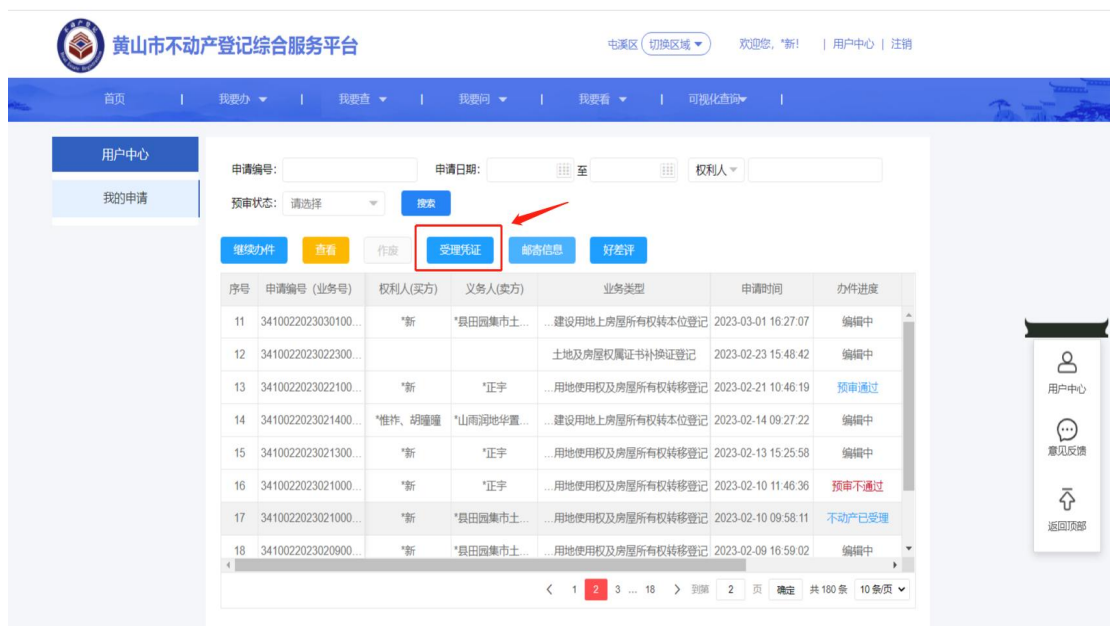 黄山市不动产登记综合服务平台
屯溪区 切换区域 欢迎您, *新! | 用户中心 | 注销
首页 | 我要办 | 我要查 | 我要问 | 我要看 | 可视化查询 |
用户中心
我的申请
申请编号: 申请日期: 至 权利人
预审状态: 请选择 搜索
继续办件 查看 作废 受理凭证 邮寄信息 好差评
序号 申请编号 (业务号) 权利人(买方) 义务人(卖方) 业务类型 申请时间 办件进度
11 3410022023030100... *新 *县田园集市土... ...建设用地上房屋所有权转本位登记 2023-03-01 16:27:07 编辑中
12 3410022023022300... 土地及房屋权属证书补换证登记 2023-02-23 15:48:42 编辑中
13 3410022023022100... *新 *正宇 ...用地使用权及房屋所有权转移登记 2023-02-21 10:46:19 预审通过
14 3410022023021400... *惟祚、胡曈曈 *山雨润地华置... ...建设用地上房屋所有权转本位登记 2023-02-14 09:27:22 编辑中
15 3410022023021300... *新 *正宇 ...用地使用权及房屋所有权转移登记 2023-02-13 15:25:58 编辑中
16 3410022023021000... *新 *正宇 ...用地使用权及房屋所有权转移登记 2023-02-10 11:46:36 预审不通过
17 3410022023021000... *新 *县田园集市土... ...用地使用权及房屋所有权转移登记 2023-02-10 09:58:11 不动产已受理
18 3410022023020900... *新 *县田园集市土... ...用地使用权及房屋所有权转移登记 2023-02-09 16:59:02 编辑中
< 1 2 3 ... 18 > 到第 2 页 确定 共 180 条 10 条/页
用户中心
意见反馈
返回顶部